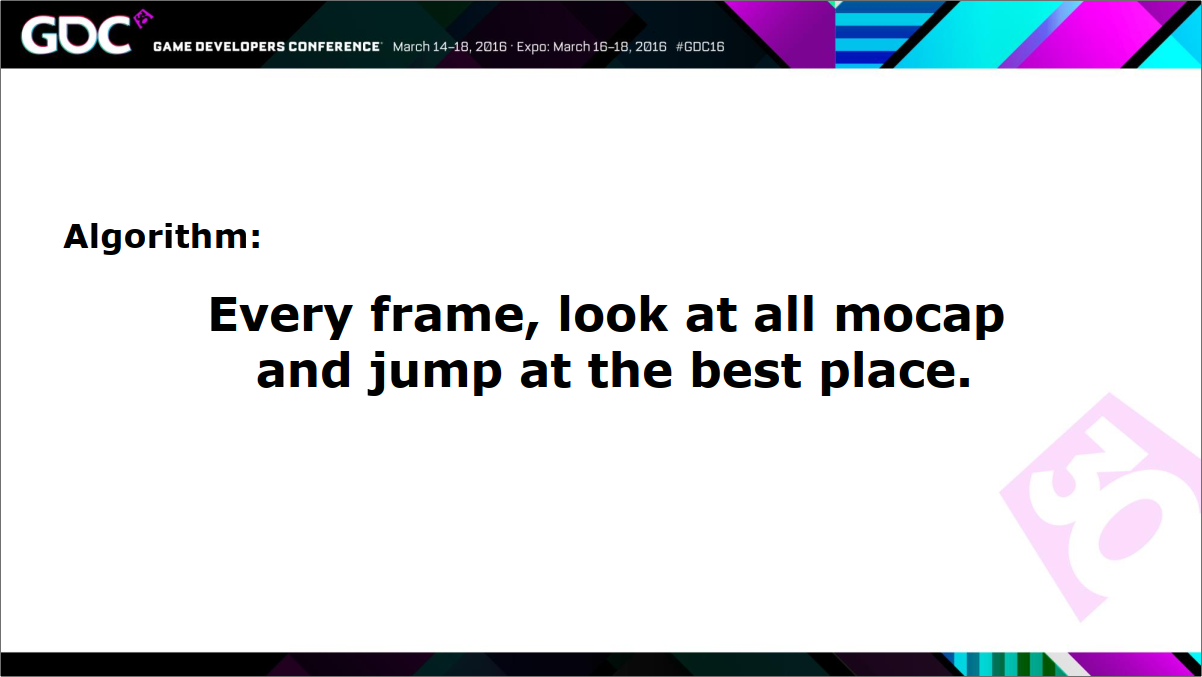 GDC
GAME DEVELOPERS CONFERENCE March 14–18, 2016 · Expo: March 16–18, 2016 #GDC16
Algorithm:
Every frame, look at all mocap
and jump at the best place.
30